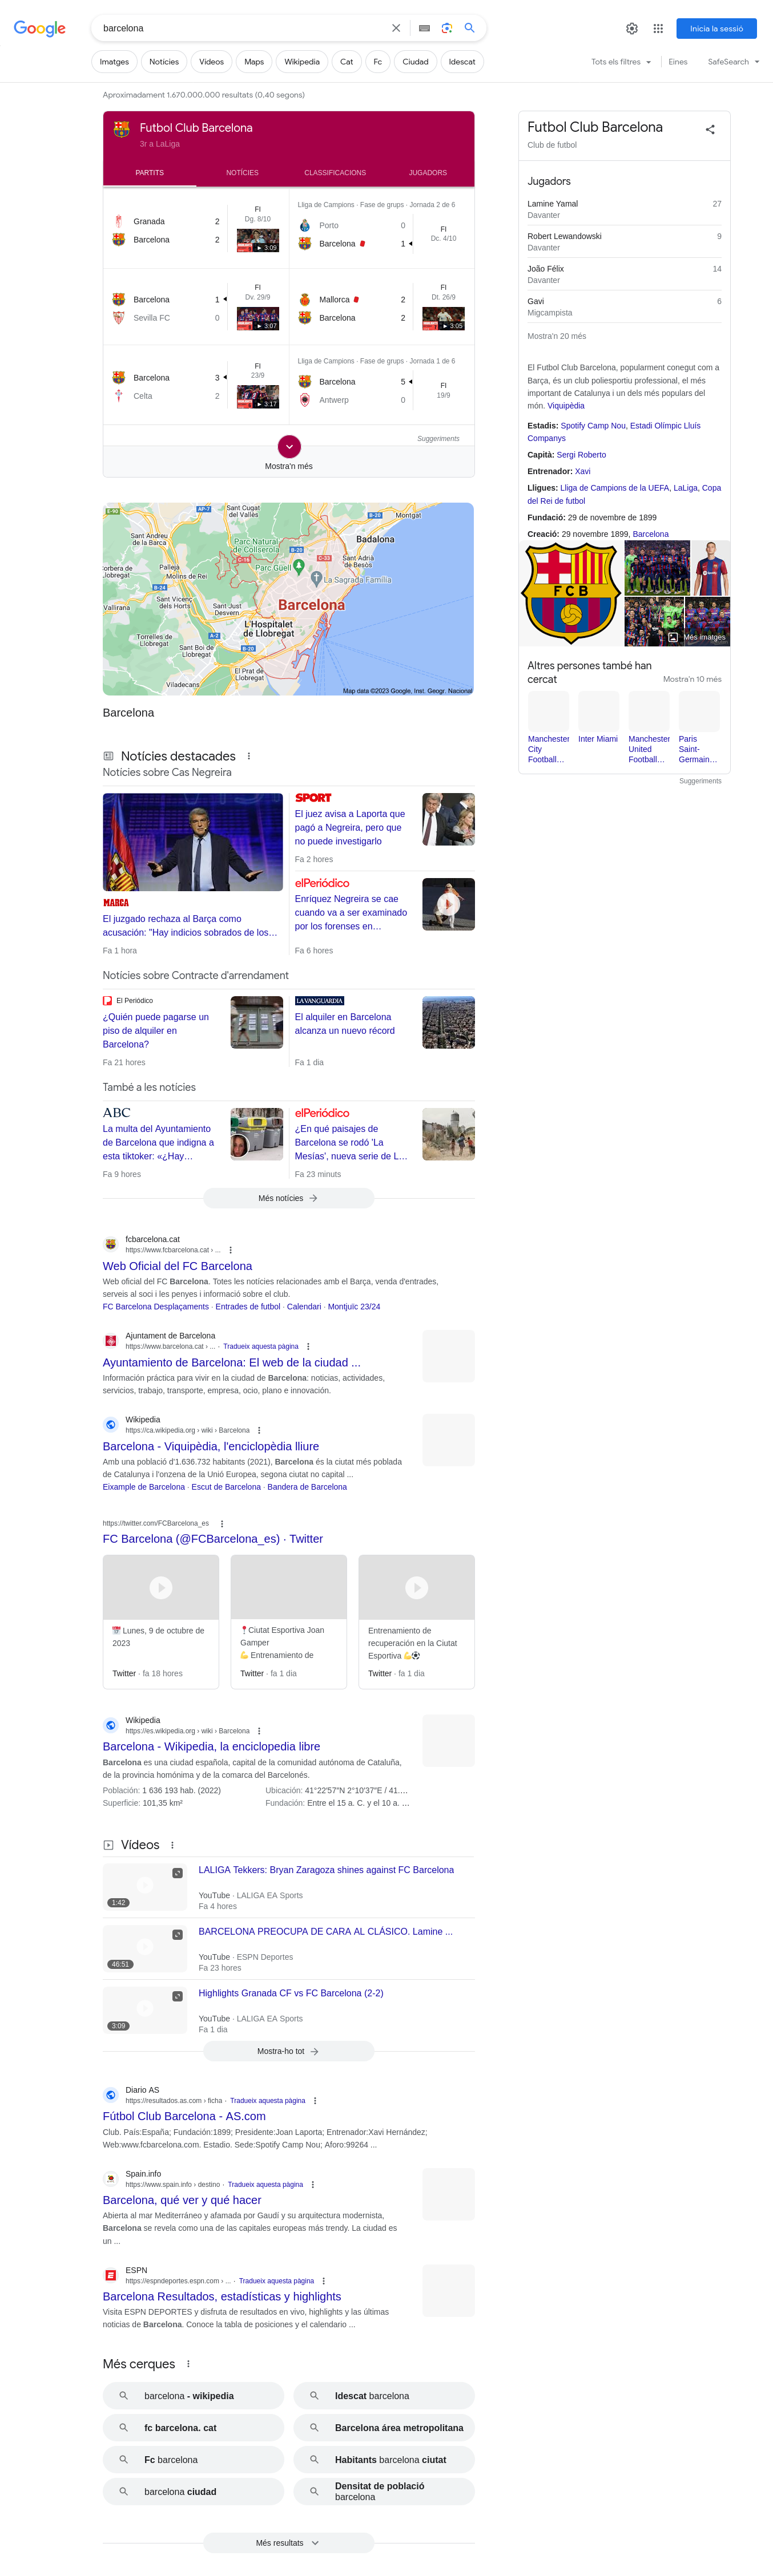 Google
barcelona
Inicia la sessió
Imatges
Notícies
Vídeos
Maps
Wikipedia
Cat
Fc
Ciudad
Idescat
Tots els filtres
Eines
SafeSearch
Aproximadament 1.670.000.000 resultats (0,40 segons)
Futbol Club Barcelona
3r a LaLiga
PARTITS
NOTÍCIES
CLASSIFICACIONS
JUGADORS
Granada 2
Barcelona 2
FI
Dg. 8/10
3:09
Lliga de Campions · Fase de grups · Jornada 2 de 6
Porto 0
Barcelona 1
FI
Dc. 4/10
Barcelona 1
Sevilla FC 0
FI
Dv. 29/9
3:07
Mallorca 2
Barcelona 2
FI
Dt. 26/9
3:05
Barcelona 3
Celta 2
FI
23/9
3:17
Lliga de Campions · Fase de grups · Jornada 1 de 6
Barcelona 5
Antwerp 0
FI
19/9
Suggeriments
Mostra'n més
E-90
Sant Cugat
del Vallès
Montgat
Badalona
Sant Andreu
de la Barca
Parc Natural
de Collserola
C-33
B-20
Sant Adrià
de Besòs
C-32
Pallejà
Molins de Rei
Park Güell
B-20
La Sagrada Família
Corbera de
Llobregat
B-24
Sant Just
Desvern
Barcelona
Vallirana
B-23
L'Hospitalet
de Llobregat
Torrelles de
Llobregat
A-2
B-10
Sant Boi de
Llobregat
C-32
Viladecans
Map data ©2023 Google, Inst. Geogr. Nacional
Barcelona
Notícies destacades
Notícies sobre Cas Negreira
MARCA
El juzgado rechaza al Barça como
acusación: "Hay indicios sobrados de los…
Fa 1 hora
SPORT
El juez avisa a Laporta que
pagó a Negreira, pero que
no puede investigarlo
Fa 2 hores
elPeriódico
Enríquez Negreira se cae
cuando va a ser examinado
por los forenses en…
Fa 6 hores
Notícies sobre Contracte d'arrendament
El Periódico
¿Quién puede pagarse un
piso de alquiler en
Barcelona?
Fa 21 hores
LA VANGUARDIA
El alquiler en Barcelona
alcanza un nuevo récord
Fa 1 dia
També a les notícies
ABC
La multa del Ayuntamiento
de Barcelona que indigna a
esta tiktoker: «¿Hay…
Fa 9 hores
elPeriódico
¿En qué paisajes de
Barcelona se rodó 'La
Mesías', nueva serie de L…
Fa 23 minuts
Més notícies
fcbarcelona.cat
https://www.fcbarcelona.cat › ...
Web Oficial del FC Barcelona
Web oficial del FC Barcelona. Totes les notícies relacionades amb el Barça, venda d'entrades,
serveis al soci i les penyes i informació sobre el club.
FC Barcelona Desplaçaments · Entrades de futbol · Calendari · Montjuïc 23/24
Ajuntament de Barcelona
https://www.barcelona.cat › ... · Tradueix aquesta pàgina
Ayuntamiento de Barcelona: El web de la ciudad ...
Información práctica para vivir en la ciudad de Barcelona: noticias, actividades,
servicios, trabajo, transporte, empresa, ocio, plano e innovación.
Wikipedia
https://ca.wikipedia.org › wiki › Barcelona
Barcelona - Viquipèdia, l'enciclopèdia lliure
Amb una població d'1.636.732 habitants (2021), Barcelona és la ciutat més poblada
de Catalunya i l'onzena de la Unió Europea, segona ciutat no capital ...
Eixample de Barcelona · Escut de Barcelona · Bandera de Barcelona
https://twitter.com/FCBarcelona_es
FC Barcelona (@FCBarcelona_es) · Twitter
📆 Lunes, 9 de octubre de
2023
Twitter · fa 18 hores
📍Ciutat Esportiva Joan
Gamper
💪 Entrenamiento de
Twitter · fa 1 dia
Entrenamiento de
recuperación en la Ciutat
Esportiva 💪⚽
Twitter · fa 1 dia
Wikipedia
https://es.wikipedia.org › wiki › Barcelona
Barcelona - Wikipedia, la enciclopedia libre
Barcelona es una ciudad española, capital de la comunidad autónoma de Cataluña,
de la provincia homónima y de la comarca del Barcelonés.
Población: 1 636 193 hab. (2022)
Ubicación: 41°22′57″N 2°10′37″E / 41.…
Superficie: 101,35 km²
Fundación: Entre el 15 a. C. y el 10 a. …
Vídeos
1:42
LALIGA Tekkers: Bryan Zaragoza shines against FC Barcelona
YouTube · LALIGA EA Sports
Fa 4 hores
46:51
BARCELONA PREOCUPA DE CARA AL CLÁSICO. Lamine ...
YouTube · ESPN Deportes
Fa 23 hores
3:09
Highlights Granada CF vs FC Barcelona (2-2)
YouTube · LALIGA EA Sports
Fa 1 dia
Mostra-ho tot
Diario AS
https://resultados.as.com › ficha · Tradueix aquesta pàgina
Fútbol Club Barcelona - AS.com
Club. País:España; Fundación:1899; Presidente:Joan Laporta; Entrenador:Xavi Hernández;
Web:www.fcbarcelona.com. Estadio. Sede:Spotify Camp Nou; Aforo:99264 ...
Spain.info
https://www.spain.info › destino · Tradueix aquesta pàgina
Barcelona, qué ver y qué hacer
Abierta al mar Mediterráneo y afamada por Gaudí y su arquitectura modernista,
Barcelona se revela como una de las capitales europeas más trendy. La ciudad es
un ...
ESPN
https://espndeportes.espn.com › ... · Tradueix aquesta pàgina
Barcelona Resultados, estadísticas y highlights
Visita ESPN DEPORTES y disfruta de resultados en vivo, highlights y las últimas
noticias de Barcelona. Conoce la tabla de posiciones y el calendario ...
Més cerques
barcelona - wikipedia
Idescat barcelona
fc barcelona. cat
Barcelona área metropolitana
Fc barcelona
Habitants barcelona ciutat
barcelona ciudad
Densitat de població
barcelona
Més resultats
Futbol Club Barcelona
Club de futbol
Jugadors
Lamine Yamal 27
Davanter
Robert Lewandowski 9
Davanter
João Félix 14
Davanter
Gavi 6
Migcampista
Mostra'n 20 més
El Futbol Club Barcelona, popularment conegut com a
Barça, és un club poliesportiu professional, el més
important de Catalunya i un dels més populars del
món. Viquipèdia
Estadis: Spotify Camp Nou, Estadi Olímpic Lluís
Companys
Capità: Sergi Roberto
Entrenador: Xavi
Lligues: Lliga de Campions de la UEFA, LaLiga, Copa
del Rei de futbol
Fundació: 29 de novembre de 1899
Creació: 29 novembre 1899, Barcelona
FCB
Més imatges
Altres persones també han
cercat
Mostra'n 10 més
Manchester
City
Football…
Inter Miami
Manchester
United
Football…
Paris
Saint-
Germain…
Suggeriments